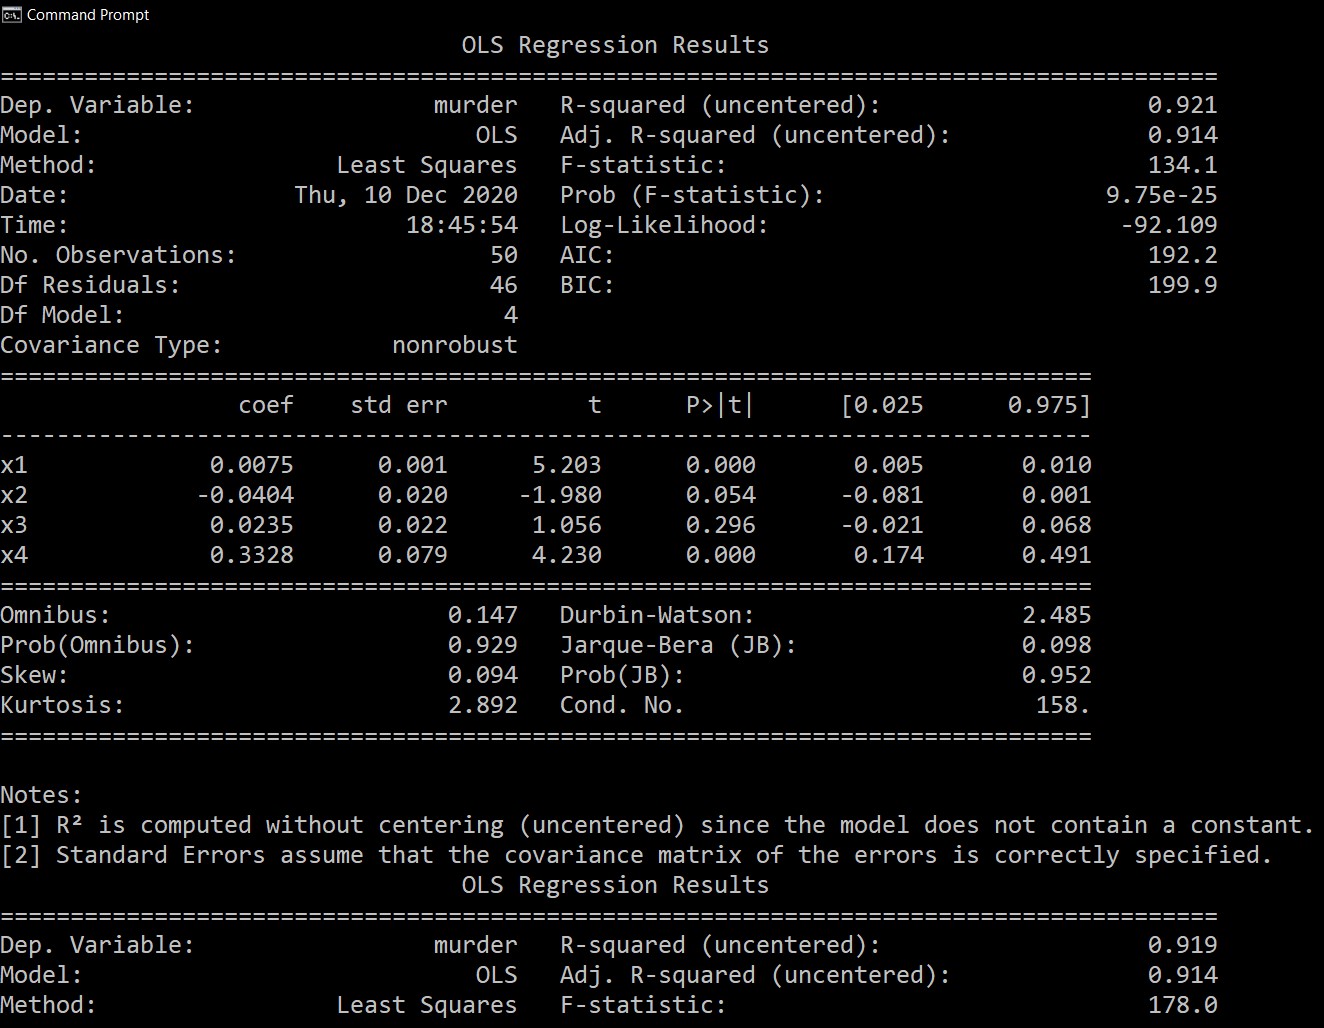 Command Prompt
OLS Regression Results
==============================================================================
Dep. Variable: murder R-squared (uncentered): 0.921
Model: OLS Adj. R-squared (uncentered): 0.914
Method: Least Squares F-statistic: 134.1
Date: Thu, 10 Dec 2020 Prob (F-statistic): 9.75e-25
Time: 18:45:54 Log-Likelihood: -92.109
No. Observations: 50 AIC: 192.2
Df Residuals: 46 BIC: 199.9
Df Model: 4
Covariance Type: nonrobust
==============================================================================
coef std err t P>|t| [0.025 0.975]
------------------------------------------------------------------------------
x1 0.0075 0.001 5.203 0.000 0.005 0.010
x2 -0.0404 0.020 -1.980 0.054 -0.081 0.001
x3 0.0235 0.022 1.056 0.296 -0.021 0.068
x4 0.3328 0.079 4.230 0.000 0.174 0.491
==============================================================================
Omnibus: 0.147 Durbin-Watson: 2.485
Prob(Omnibus): 0.929 Jarque-Bera (JB): 0.098
Skew: 0.094 Prob(JB): 0.952
Kurtosis: 2.892 Cond. No. 158.
==============================================================================
Notes:
[1] R² is computed without centering (uncentered) since the model does not contain a constant.
[2] Standard Errors assume that the covariance matrix of the errors is correctly specified.
OLS Regression Results
=======================================================================================
Dep. Variable: murder R-squared (uncentered): 0.919
Model: OLS Adj. R-squared (uncentered): 0.914
Method: Least Squares F-statistic: 178.0